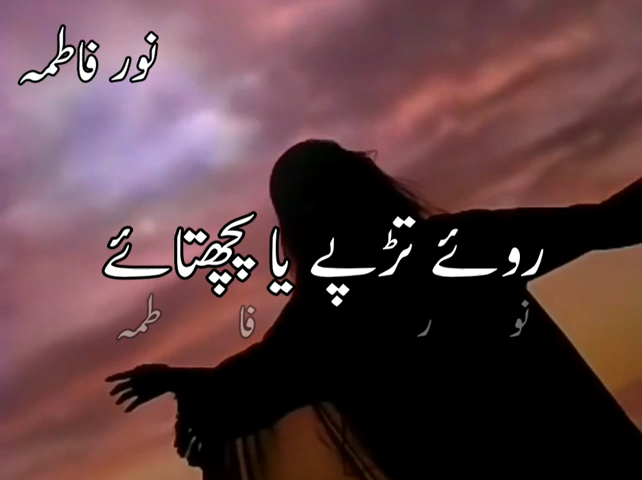 نور فاطمہ
روئے تڑپے یا پچھتائے
نو ر فا طمہ